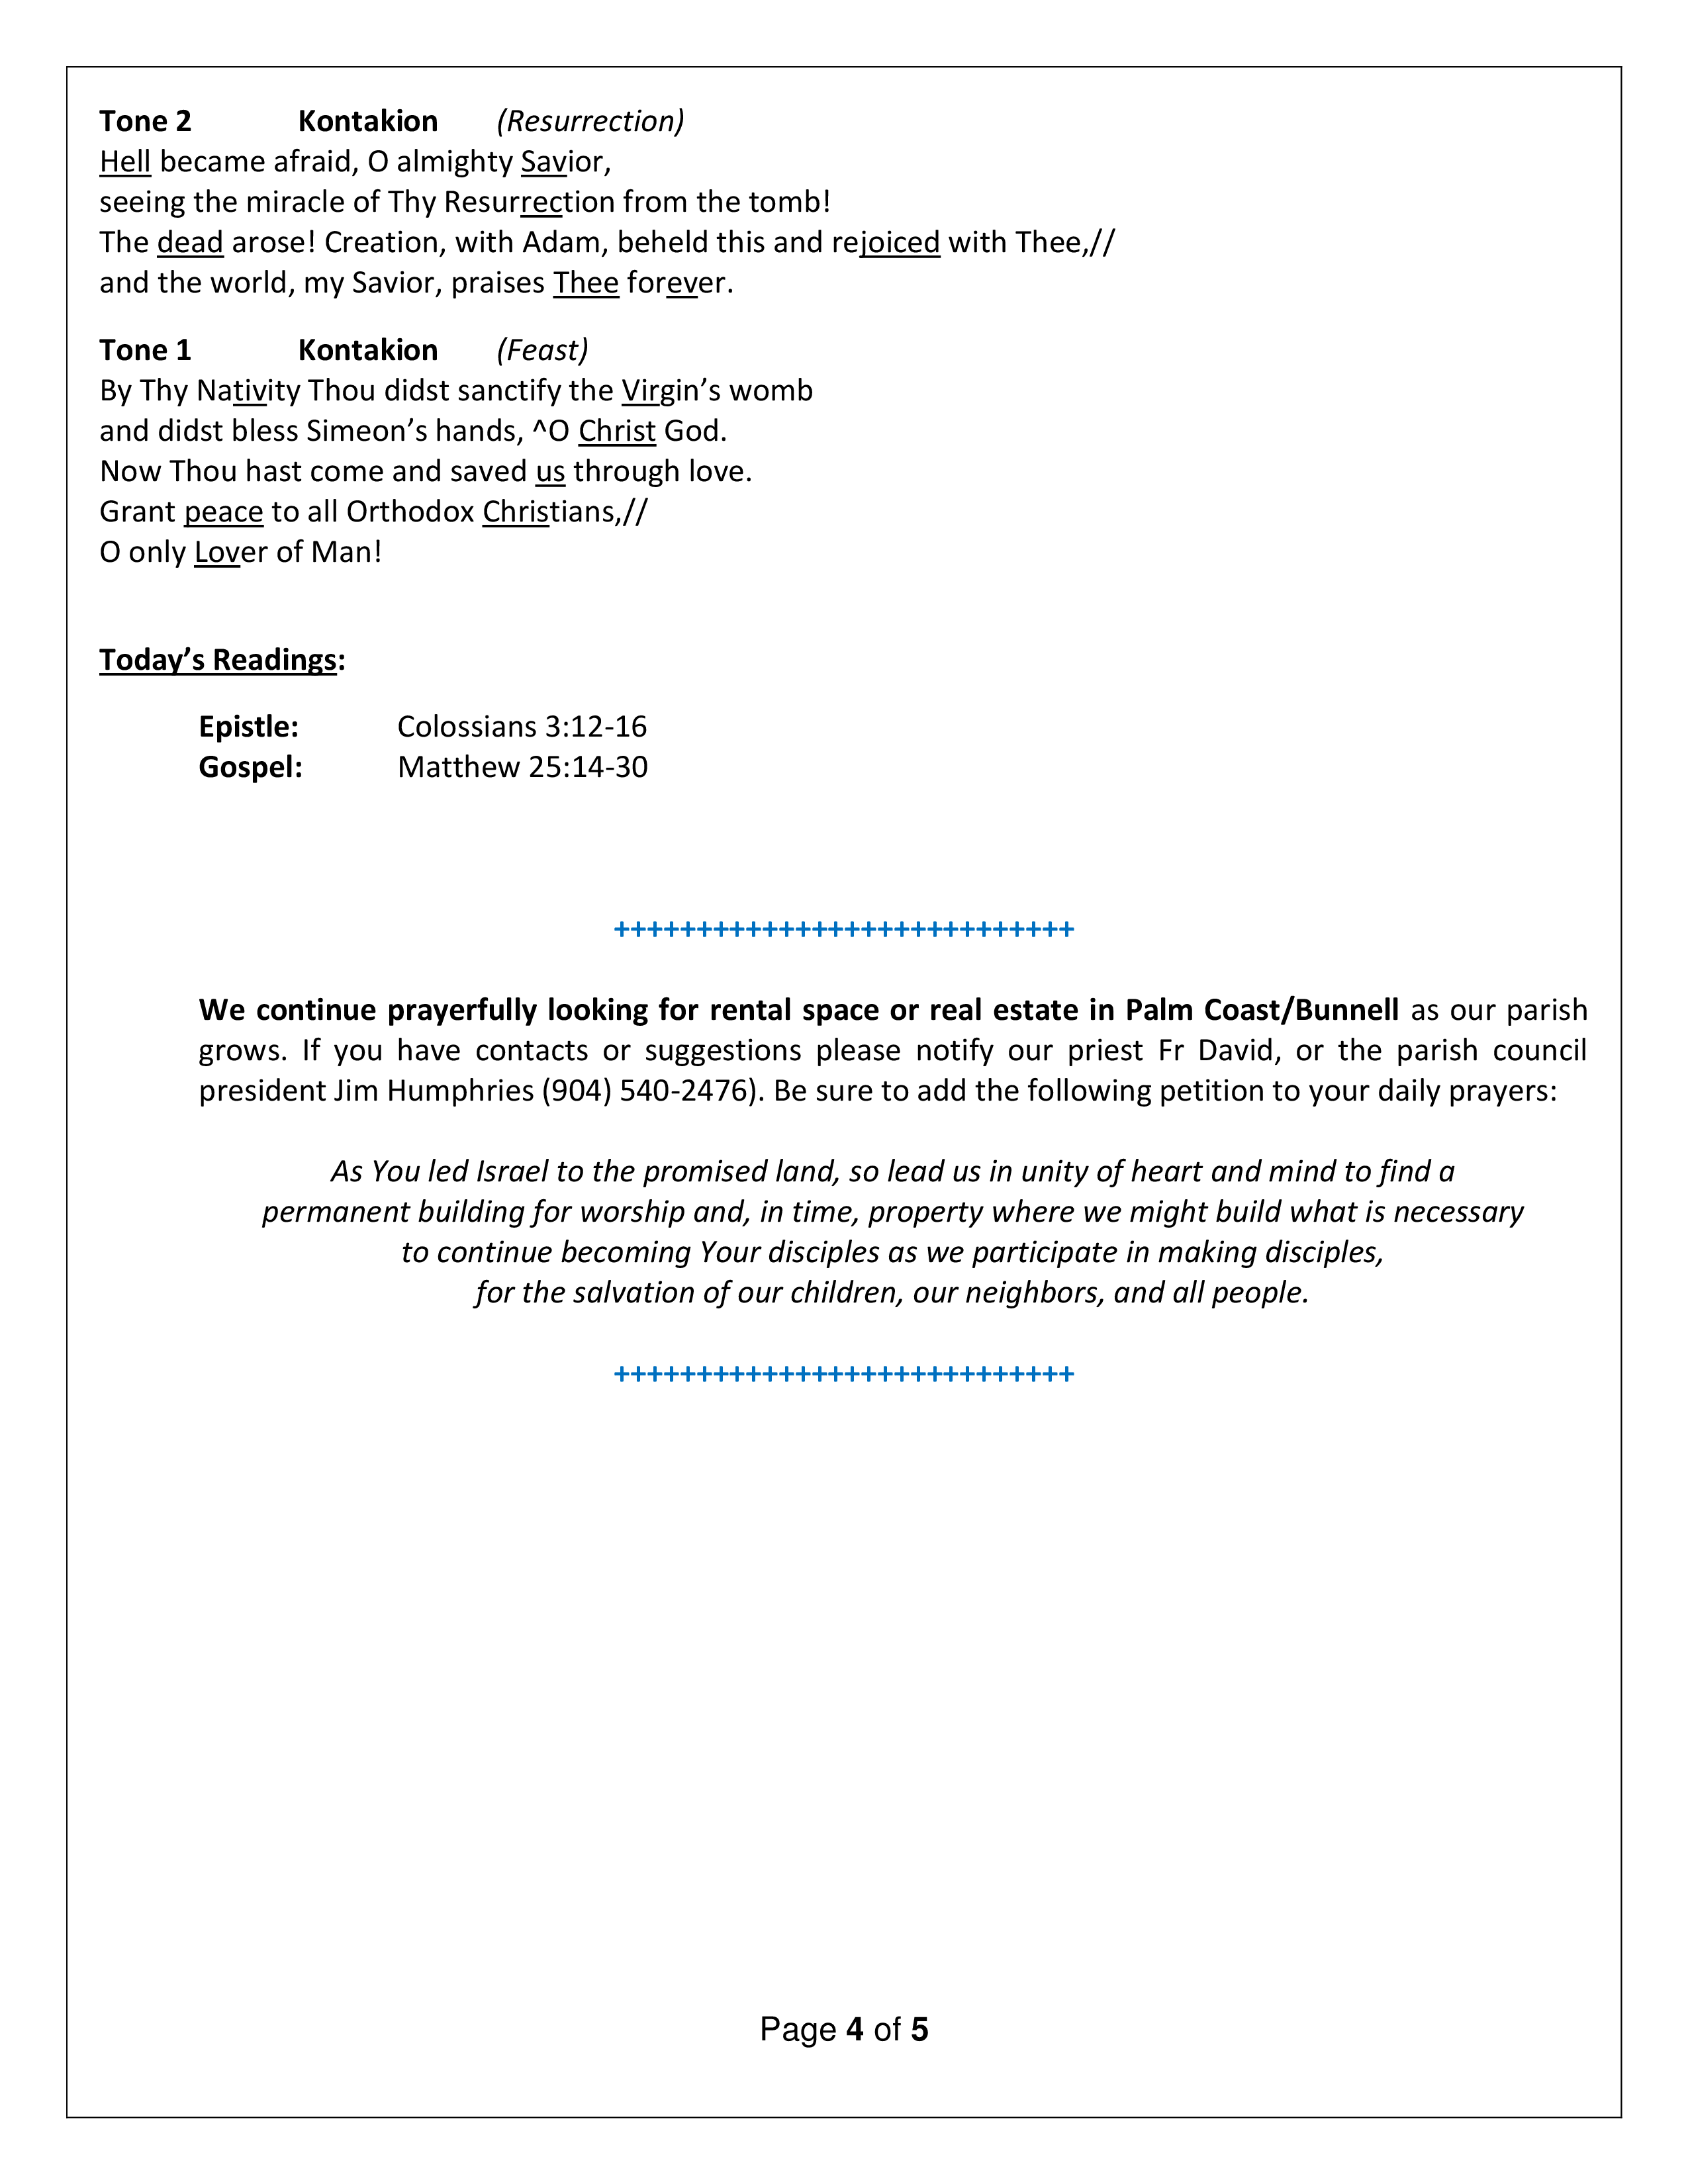 Tone 2 Kontakion (Resurrection)
Hell became afraid, O almighty Savior,
seeing the miracle of Thy Resurrection from the tomb!
The dead arose! Creation, with Adam, beheld this and rejoiced with Thee,//
and the world, my Savior, praises Thee forever.
Tone 1 Kontakion (Feast)
By Thy Nativity Thou didst sanctify the Virgin’s womb
and didst bless Simeon’s hands, ^O Christ God.
Now Thou hast come and saved us through love.
Grant peace to all Orthodox Christians,//
O only Lover of Man!
Today’s Readings:
Epistle: Colossians 3:12-16
Gospel: Matthew 25:14-30
++++++++++++++++++++++++++++
We continue prayerfully looking for rental space or real estate in Palm Coast/Bunnell as our parish
grows. If you have contacts or suggestions please notify our priest Fr David, or the parish council
president Jim Humphries (904) 540-2476). Be sure to add the following petition to your daily prayers:
As You led Israel to the promised land, so lead us in unity of heart and mind to find a
permanent building for worship and, in time, property where we might build what is necessary
to continue becoming Your disciples as we participate in making disciples,
for the salvation of our children, our neighbors, and all people.
++++++++++++++++++++++++++++
Page 4 of 5